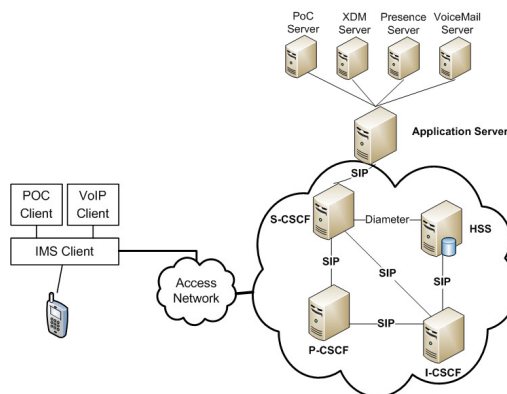 PoC
Server
XDM
Server
Presence
Server
VoiceMail
Server
Application Server
SIP
S-CSCF
Diameter
HSS
POC
Client
VoIP
Client
IMS Client
Access
Network
SIP
SIP
SIP
P-CSCF
SIP
I-CSCF